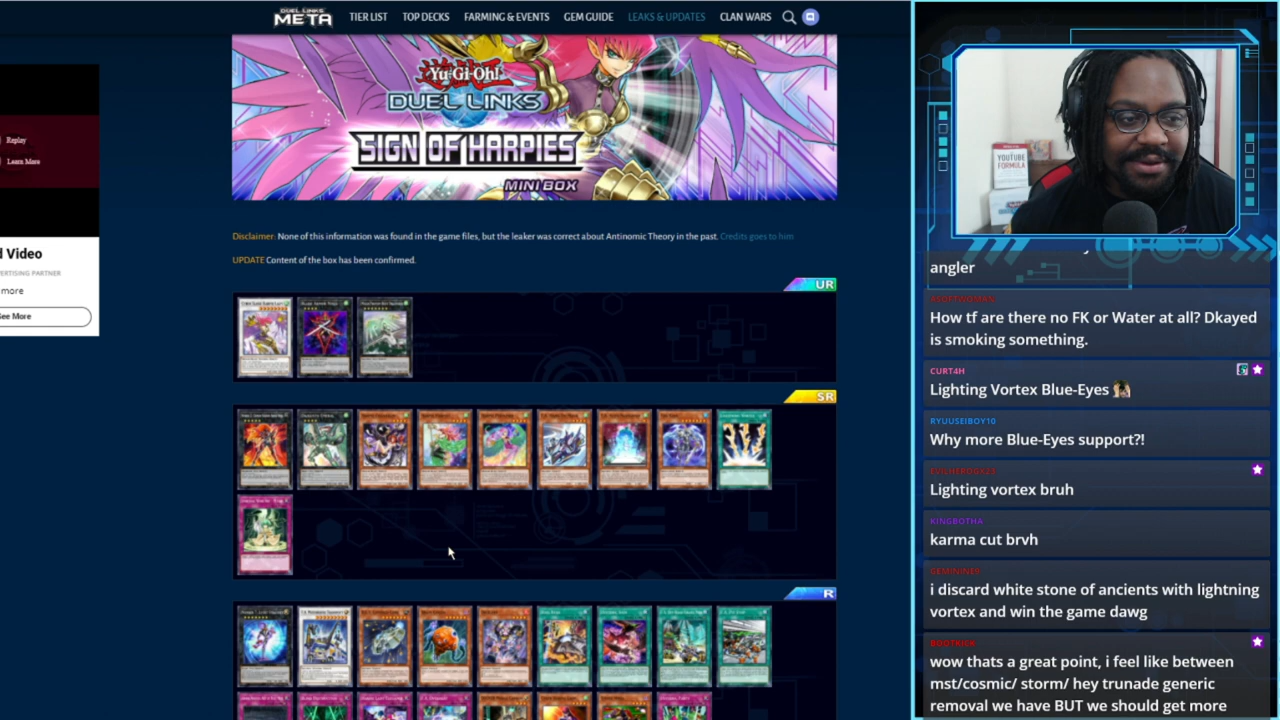 DUEL LINKS
META
TIER LIST
TOP DECKS
FARMING & EVENTS
GEM GUIDE
LEAKS & UPDATES
CLAN WARS
Yu-Gi-Oh!
DUEL LINKS
SIGN OF HARPIES
MINI BOX
Replay
Learn More
d Video
ERTISING PARTNER
more
See More
Disclaimer: None of this information was found in the game files, but the leaker was correct about Antinomic Theory in the past. Credits goes to him
UPDATE Content of the box has been confirmed.
UR
SR
R
YOUTUBE
FORMULA
angler
How tf are there no FK or Water at all? Dkayed
is smoking something.
CURT4H
Lighting Vortex Blue-Eyes
RYUUSEIBOY10
Why more Blue-Eyes support?!
Lighting vortex bruh
KINGBOTHA
karma cut brvh
i discard white stone of ancients with lightning
vortex and win the game dawg
BOOTKICK
wow thats a great point, i feel like between
mst/cosmic/ storm/ hey trunade generic
removal we have BUT we should get more